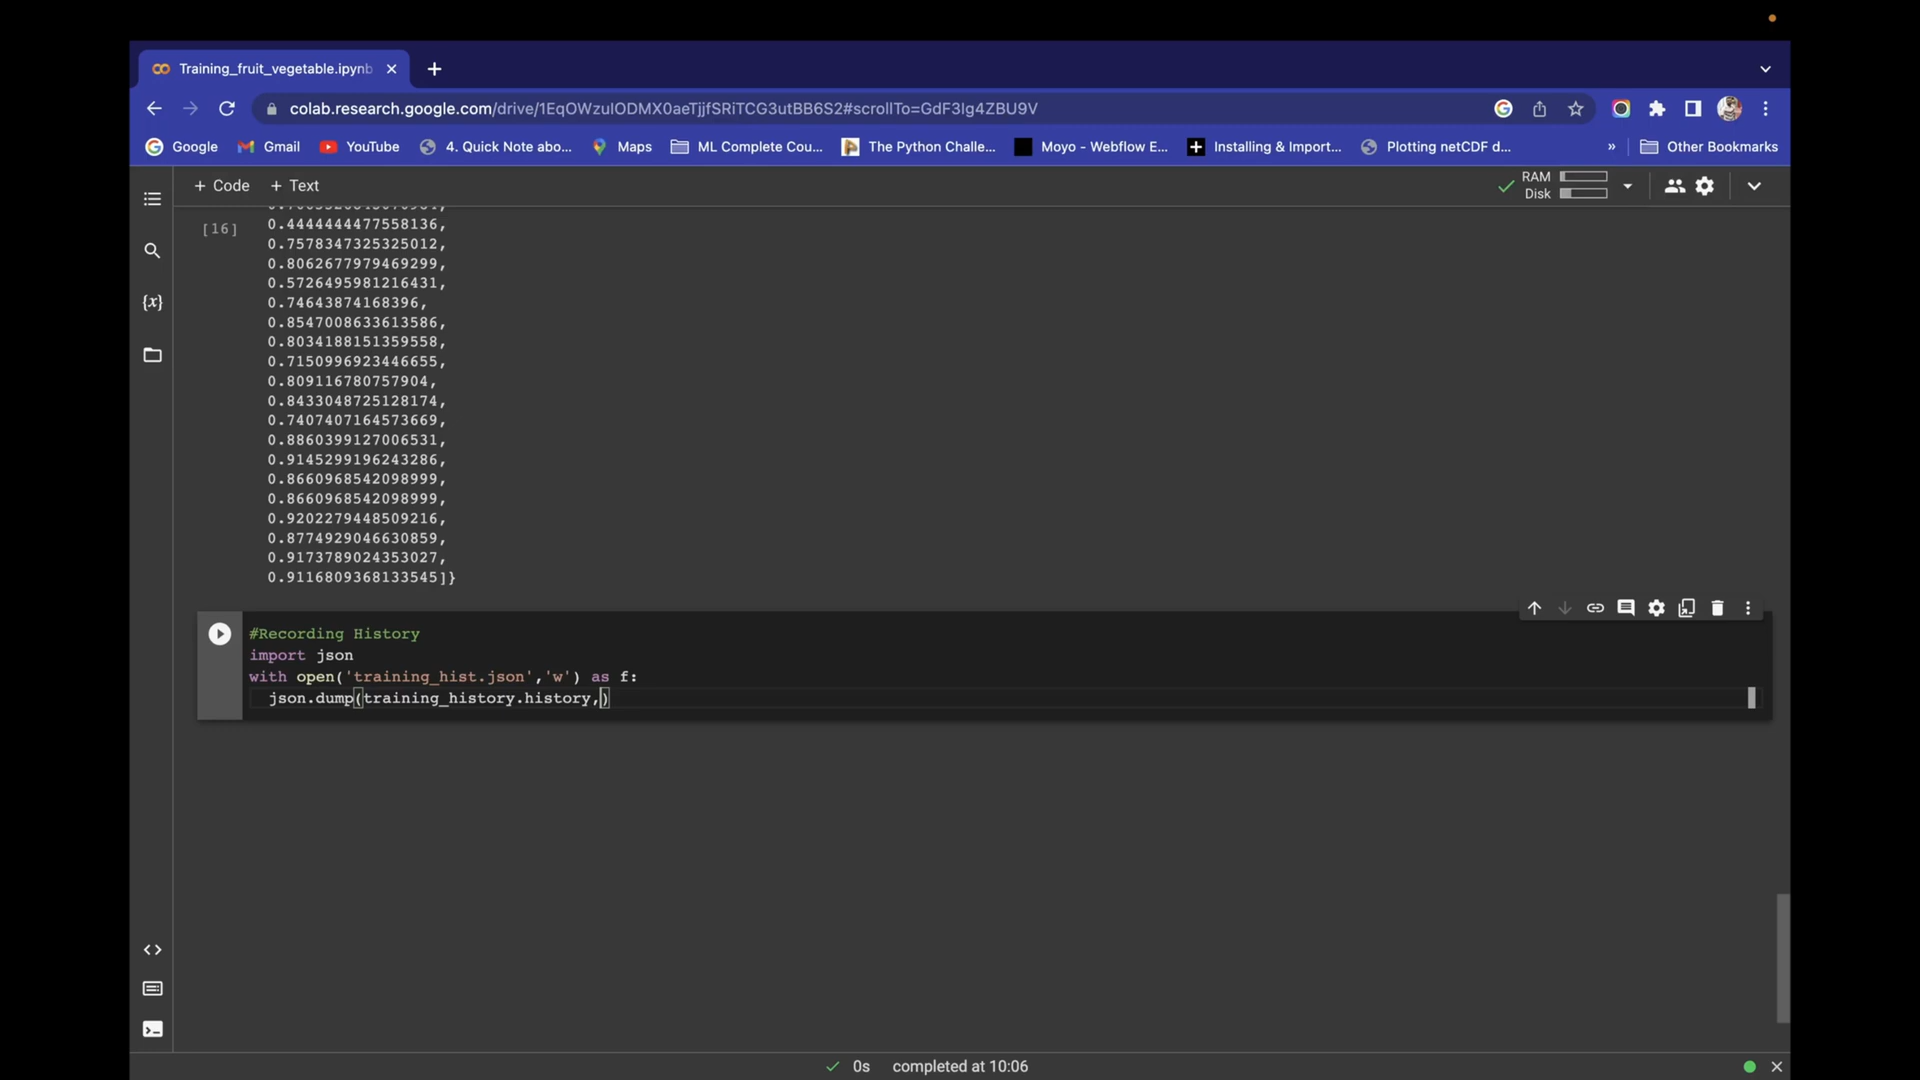 Training_fruit_vegetable.ipynb
colab.research.google.com/drive/1EqOWzuIODMX0aeTjjfSRiTCG3utBB6S2#scrollTo=GdF3Ig4ZBU9V
Google Gmail YouTube 4. Quick Note abo... Maps ML Complete Cou... The Python Challe... Moyo - Webflow E... Installing & Import... Plotting netCDF d... » Other Bookmarks
+ Code + Text RAM
Disk
[16] 0.4444444477558136,
0.7578347325325012,
0.8062677979469299,
0.5726495981216431,
0.74643874168396,
0.8547008633613586,
0.8034188151359558,
0.7150996923446655,
0.809116780757904,
0.8433048725128174,
0.7407407164573669,
0.8860399127006531,
0.9145299196243286,
0.8660968542098999,
0.8660968542098999,
0.9202279448509216,
0.8774929046630859,
0.9173789024353027,
0.9116809368133545]}
#Recording History
import json
with open('training_hist.json','w') as f:
json.dump(training_history.history,)
0s completed at 10:06